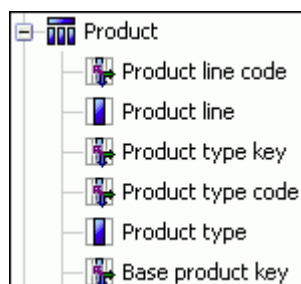 Product
Product line code
Product line
Product type key
Product type code
Product type
Base product key